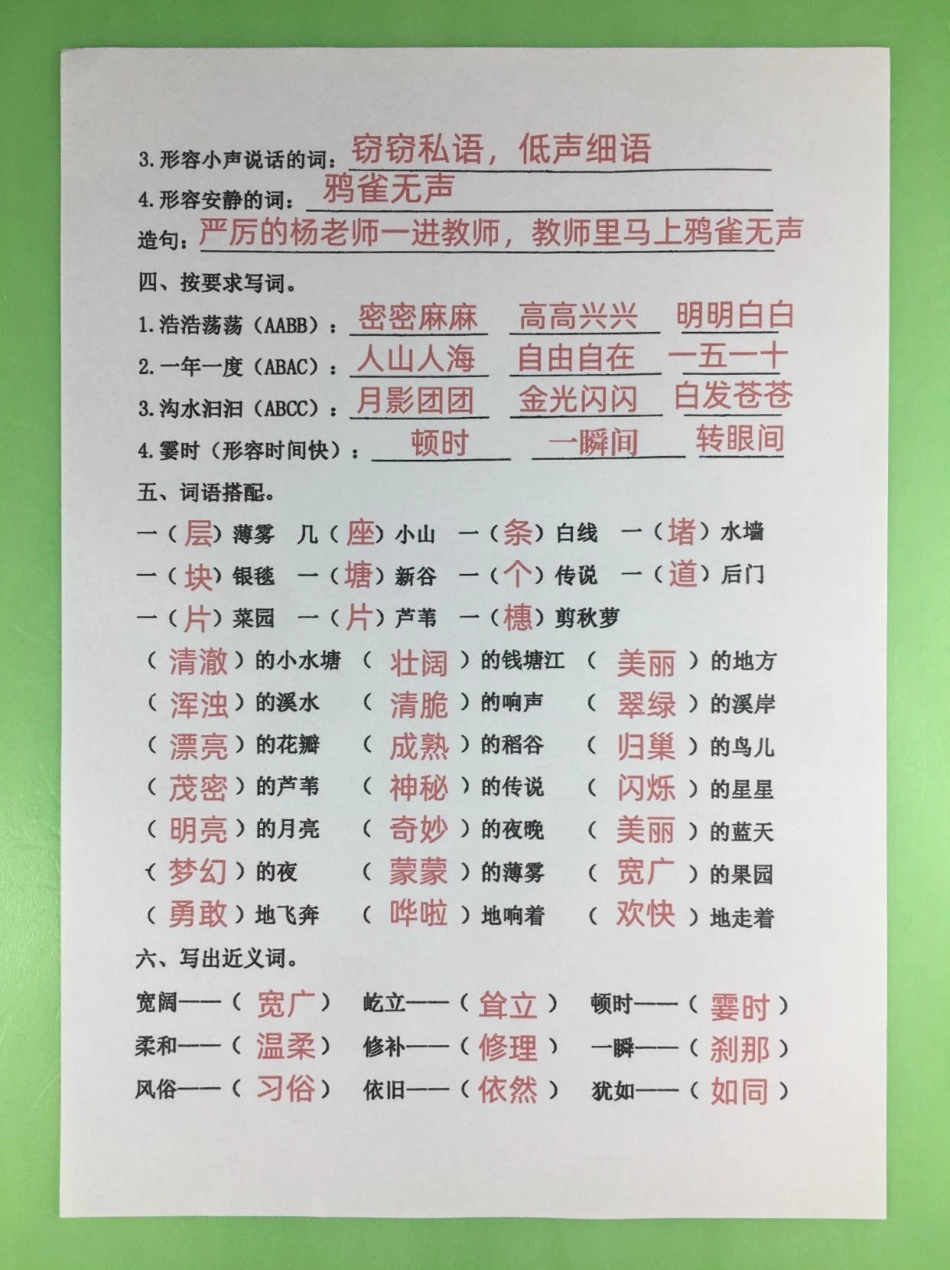 3.形容小声说话的词：窃窃私语，低声细语
4.形容安静的词：鸦雀无声
造句：严厉的杨老师一进教师，教师里马上鸦雀无声
四、按要求写词。
1.浩浩荡荡（AABB）：密密麻麻 高高兴兴 明明白白
2.一年一度（ABAC）：人山人海 自由自在 一五一十
3.沟水汩汩（ABCC）：月影团团 金光闪闪 白发苍苍
4.霎时（形容时间快）：顿时 一瞬间 转眼间
五、词语搭配。
一（层）薄雾 几（座）小山 一（条）白线 一（堵）水墙
一（块）银毯 一（塘）新谷 一（个）传说 一（道）后门
一（片）菜园 一（片）芦苇 一（橞）剪秋萝
（清澈）的小水塘 （壮阔）的钱塘江 （美丽）的地方
（浑浊）的溪水 （清脆）的响声 （翠绿）的溪岸
（漂亮）的花瓣 （成熟）的稻谷 （归巢）的鸟儿
（茂密）的芦苇 （神秘）的传说 （闪烁）的星星
（明亮）的月亮 （奇妙）的夜晚 （美丽）的蓝天
（梦幻）的夜 （蒙蒙）的薄雾 （宽广）的果园
（勇敢）地飞奔 （哗啦）地响着 （欢快）地走着
六、写出近义词。
宽阔——（宽广） 屹立——（耸立） 顿时——（霎时）
柔和——（温柔） 修补——（修理） 一瞬——（刹那）
风俗——（习俗） 依旧——（依然） 犹如——（如同）